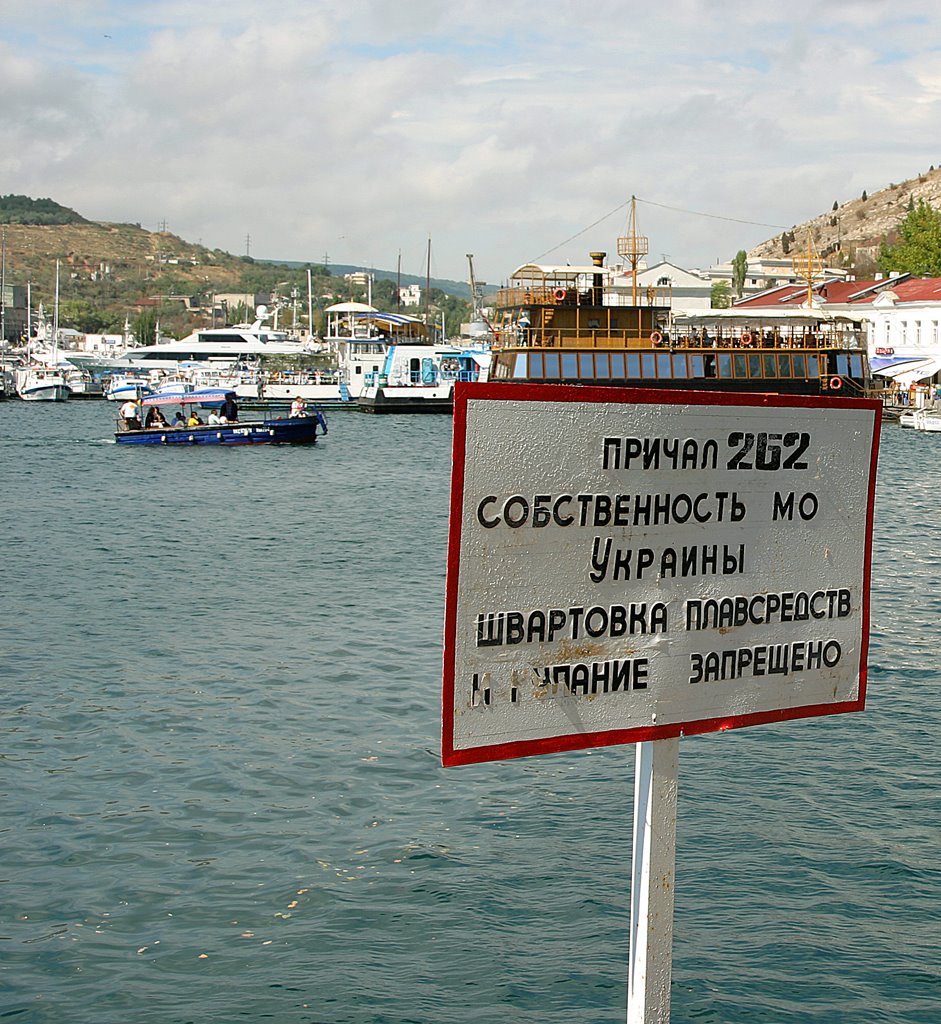 ПРИЧАЛ 262
СОБСТВЕННОСТЬ МО
УКРАИНЫ
ШВАРТОВКА ПЛАВСРЕДСТВ
И КУПАНИЕ ЗАПРЕЩЕНО